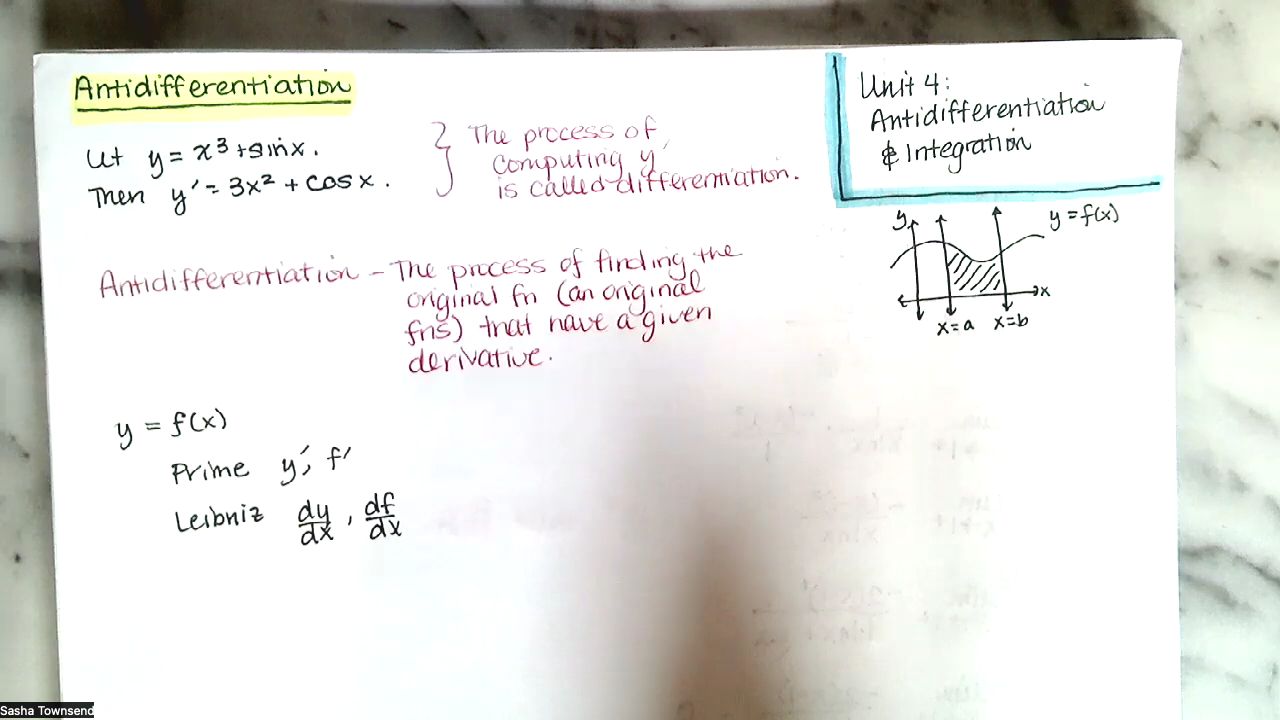 Antidifferentiation
Let y = x³ + sin x.
Then y' = 3x² + cos x.
} The process of
computing y'
is called differentiation.
Unit 4:
Antidifferentiation
& Integration
y
y = f(x)
x
x=a x=b
Antidifferentiation – The process of finding the
original fn (an original
fns) that have a given
derivative.
y = f(x)
Prime y', f'
Leibniz dy/dx, df/dx
Sasha Townsend